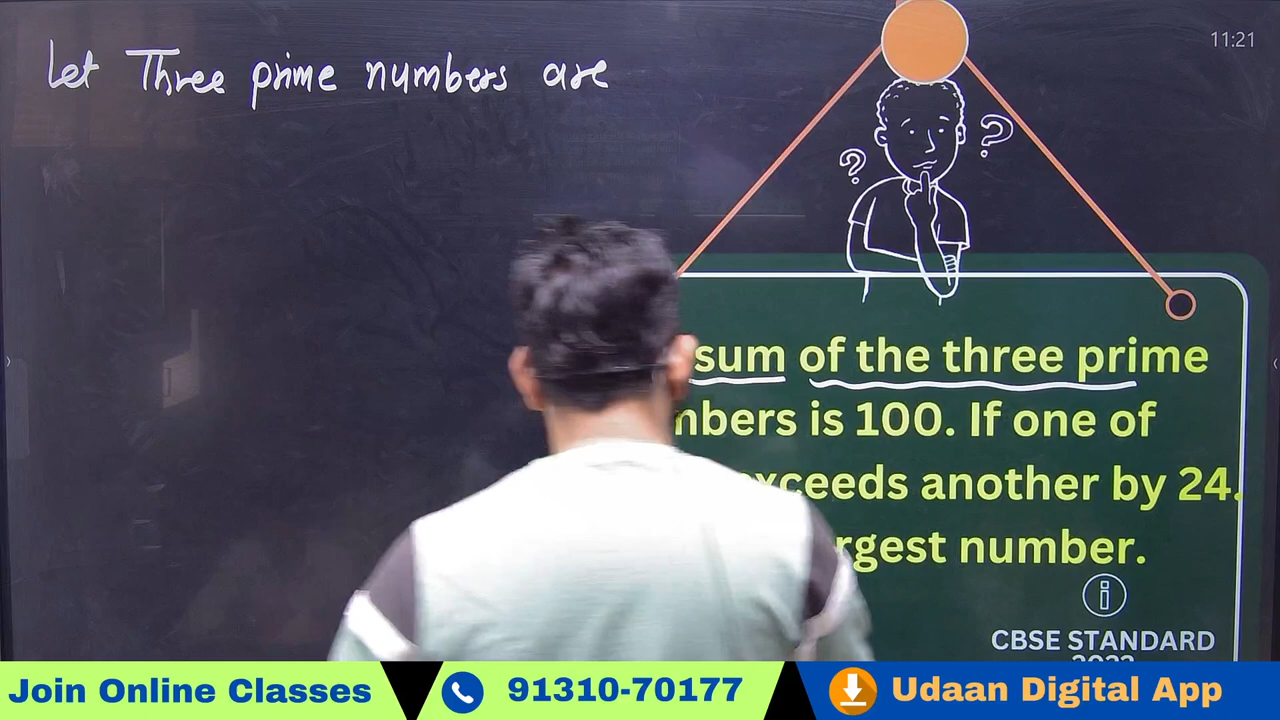 Let Three prime numbers are
11:21
? ?
sum of the three prime
mbers is 100. If one of
exceeds another by 24.
rgest number.
i
CBSE STANDARD
Join Online Classes
91310-70177
Udaan Digital App